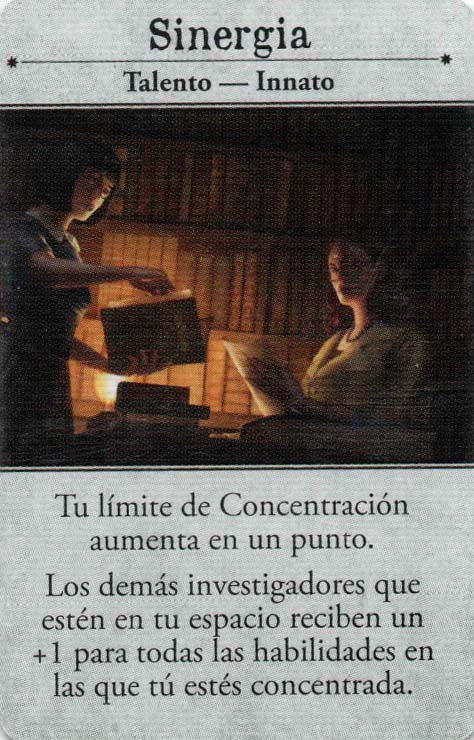 Sinergia
Talento — Innato
Tu límite de Concentración
aumenta en un punto.
Los demás investigadores que
estén en tu espacio reciben un
+1 para todas las habilidades en
las que tú estés concentrada.